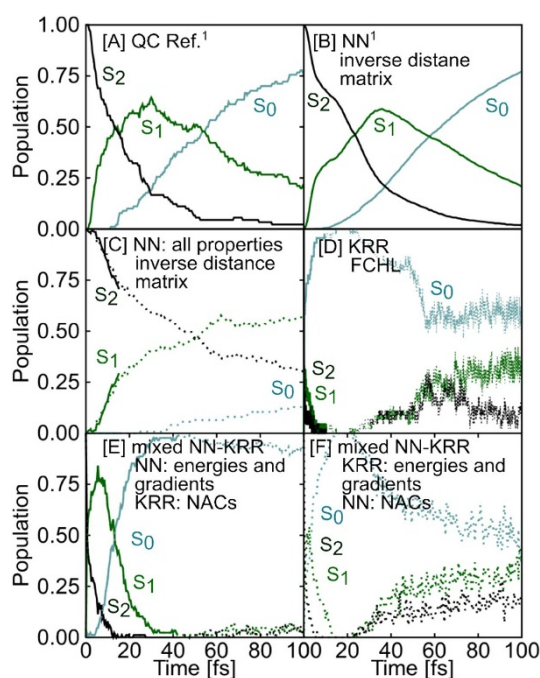 1.00
[A] QC Ref.1
S2
0.75
S0
Population
0.50
S1
0.25
0.00
[B] NN1
inverse distane
matrix
S2
S1
S0
[C] NN: all properties
inverse distance
matrix
0.75
S2
Population
0.50
S1
0.25
S0
0.00
[D] KRR
FCHL
S0
S2
S1
[E] mixed NN-KRR
NN: energies and
gradients
KRR: NACs
0.75
Population
0.50
S0
0.25
S1
S2
0.00
0 20 40 60 80 100
Time [fs]
[F] mixed NN-KRR
KRR: energies and
gradients
NN: NACs
S0
S2
S1
20 40 60 80 100
Time [fs]